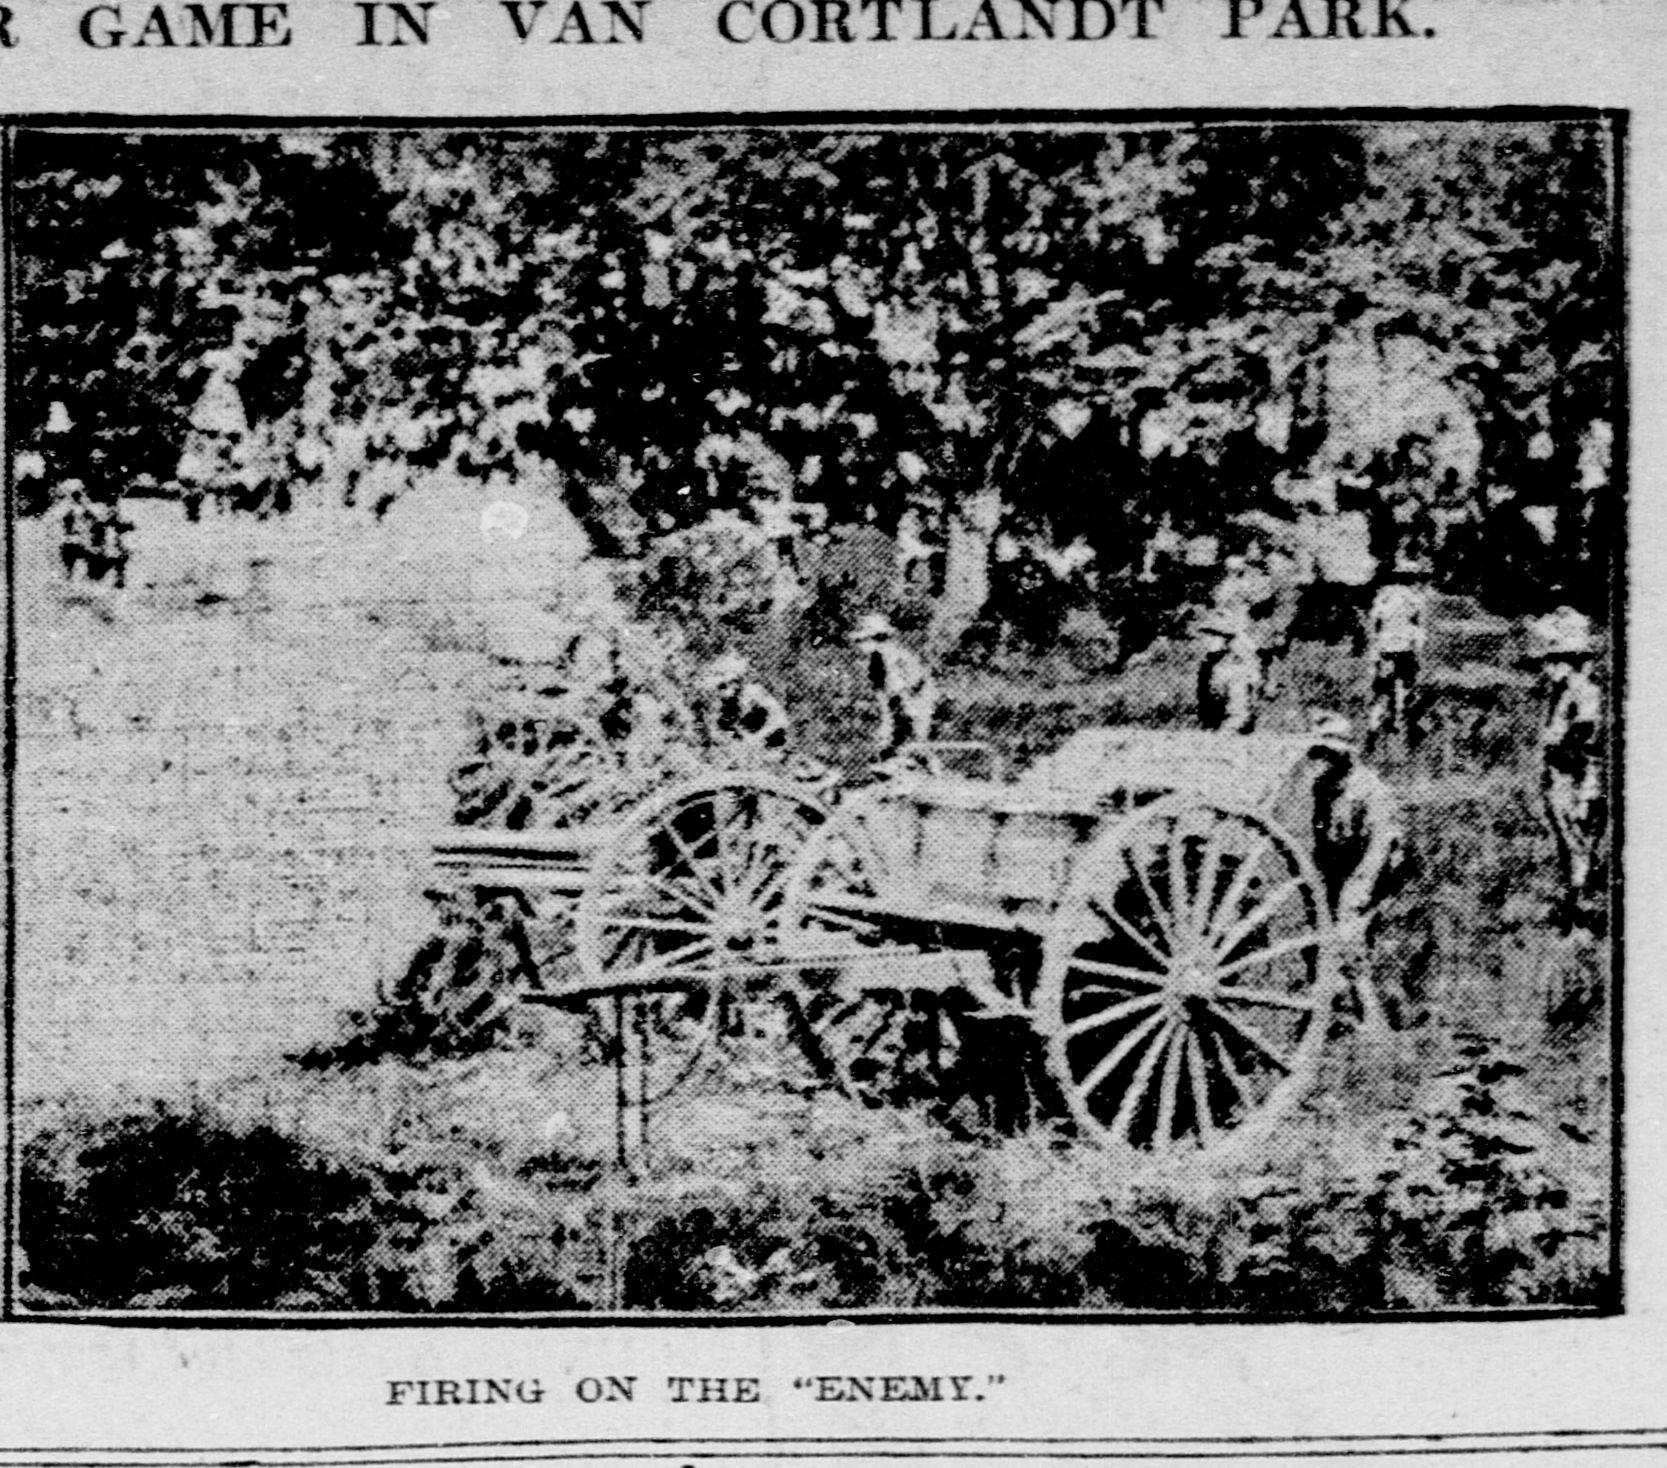 R GAME IN VAN CORTLANDT PARK.
FIRING ON THE “ENEMY.”